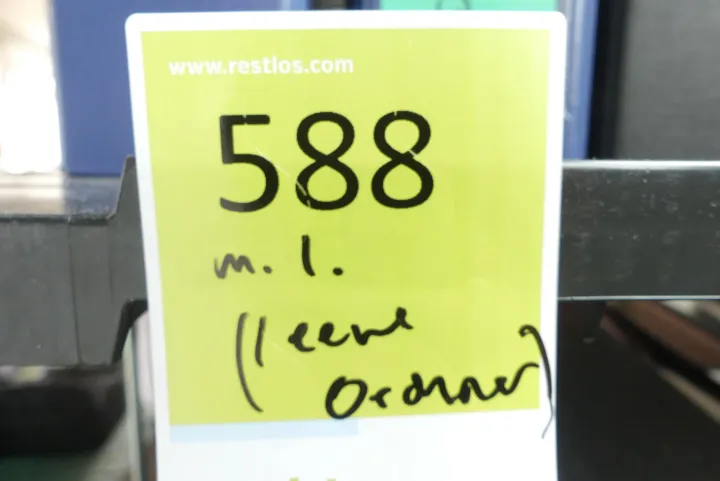 www.restlos.com
588
m. l.
(leere
Ordner)